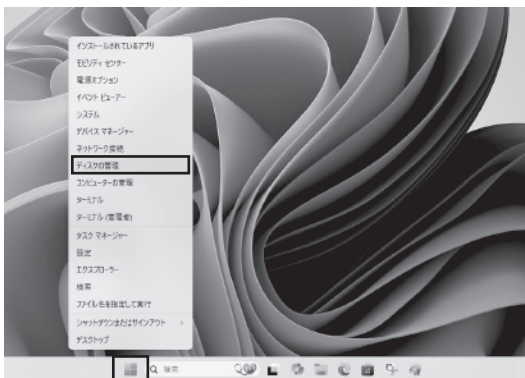 インストールされているアプリ
モビリティ センター
電源オプション
イベント ビューアー
システム
デバイス マネージャー
ネットワーク接続
ディスクの管理
コンピューターの管理
ターミナル
ターミナル (管理者)
タスク マネージャー
設定
エクスプローラー
検索
ファイル名を指定して実行
シャットダウンまたはサインアウト
デスクトップ
検索